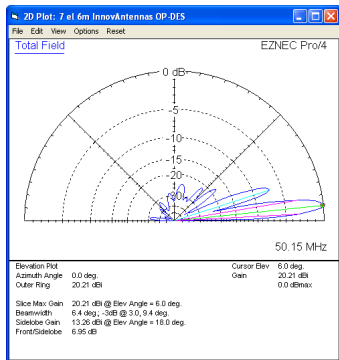 2D Plot: 7 el 6m InnovAntennas OP-DES
File Edit View Options Reset
Total Field
EZNEC Pro/4
0 dB
-5
-10
-15
-20
50.15 MHz
Elevation Plot
Azimuth Angle 0.0 deg.
Outer Ring 20.21 dBi
Cursor Elev 6.0 deg.
Gain 20.21 dBi
0.0 dBmax
Slice Max Gain 20.21 dBi @ Elev Angle = 6.0 deg.
Beamwidth 6.4 deg.; -3dB @ 3.0, 9.4 deg.
Sidelobe Gain 13.26 dBi @ Elev Angle = 18.0 deg.
Front/Sidelobe 6.95 dB